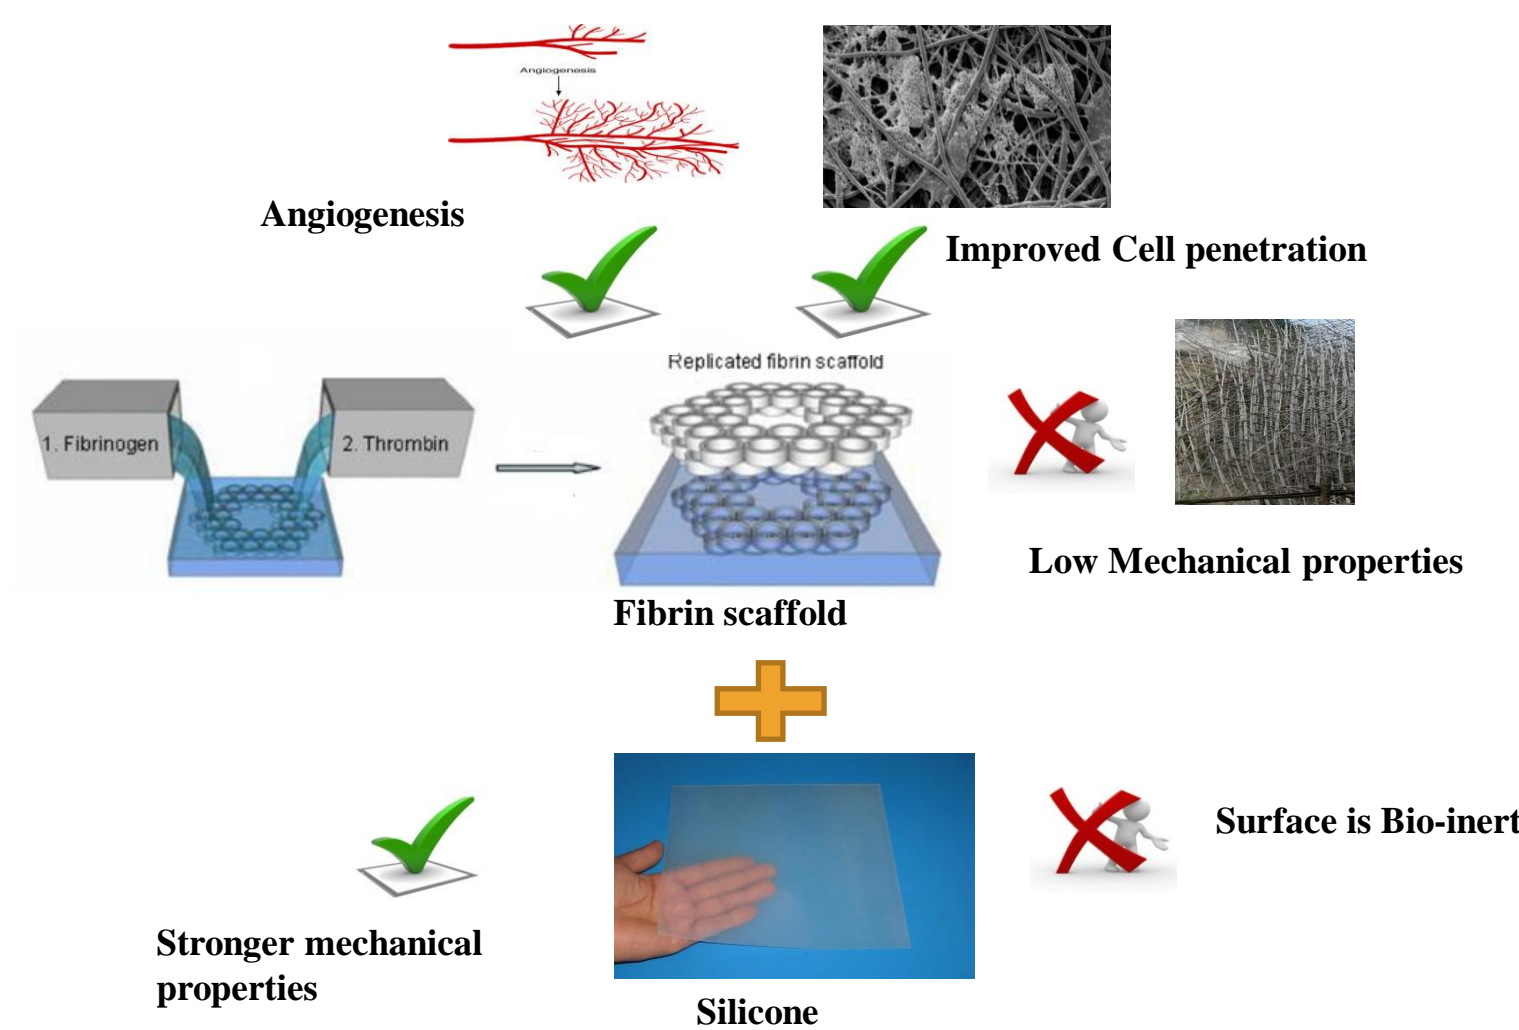 Angiogenesis
Angiogenesis
Improved Cell penetration
Replicated fibrin scaffold
1. Fibrinogen
2. Thrombin
Low Mechanical properties
Fibrin scaffold
Surface is Bio-inert
Stronger mechanical
properties
Silicone